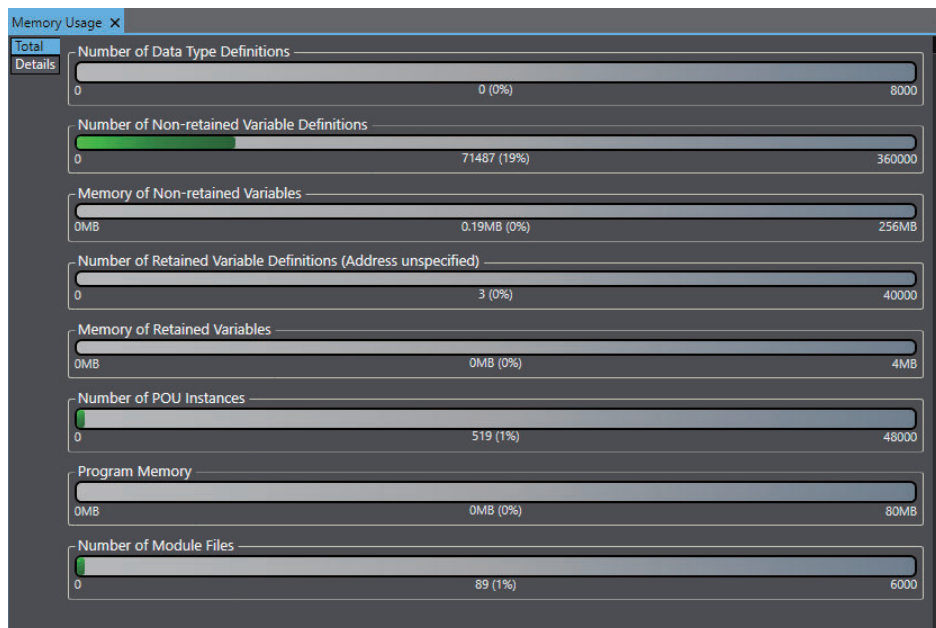 Memory Usage ×
Total
Details
Number of Data Type Definitions
0 0 (0%) 8000
Number of Non-retained Variable Definitions
0 71487 (19%) 360000
Memory of Non-retained Variables
0MB 0.19MB (0%) 256MB
Number of Retained Variable Definitions (Address unspecified)
0 3 (0%) 40000
Memory of Retained Variables
0MB 0MB (0%) 4MB
Number of POU Instances
0 519 (1%) 48000
Program Memory
0MB 0MB (0%) 80MB
Number of Module Files
0 89 (1%) 6000